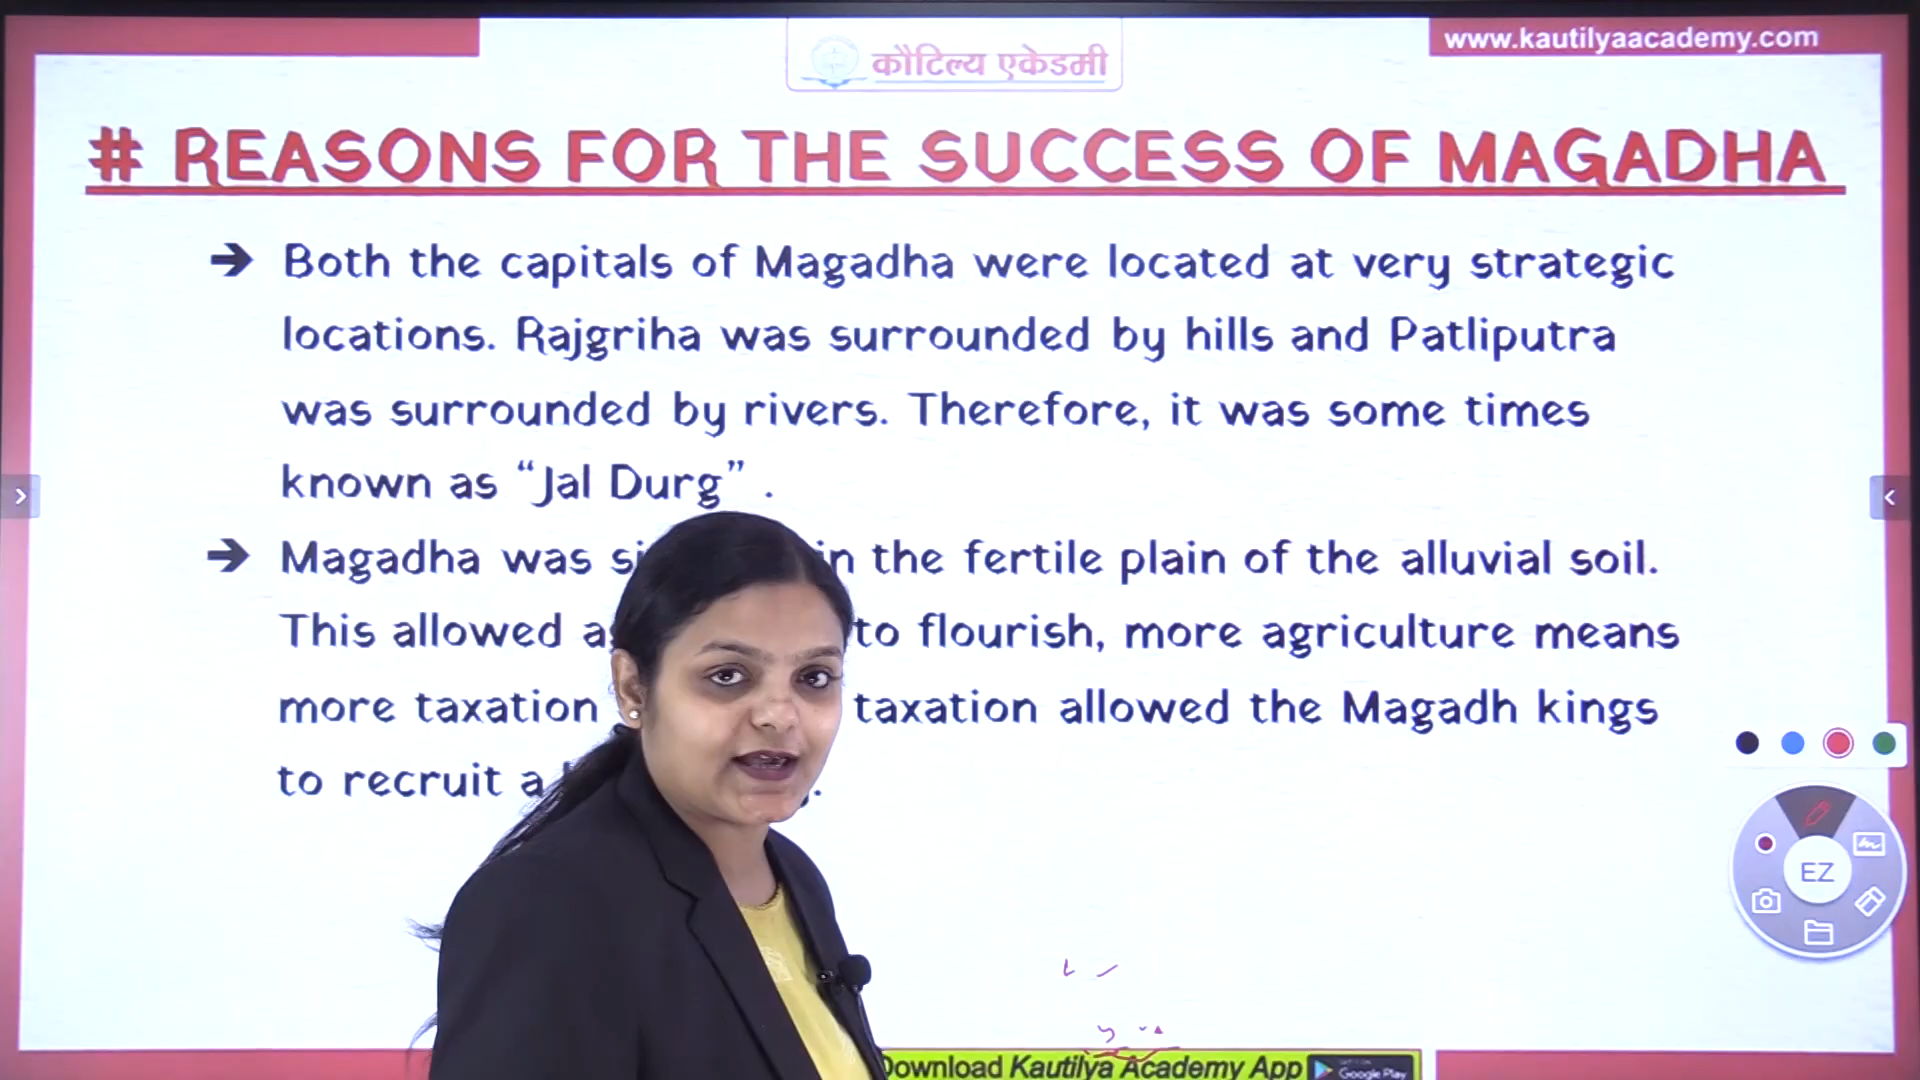 www.kautilyaacademy.com
कौटिल्य एकेडमी
# REASONS FOR THE SUCCESS OF MAGADHA
➔ Both the capitals of Magadha were located at very strategic
locations. Rajgriha was surrounded by hills and Patliputra
was surrounded by rivers. Therefore, it was some times
known as “Jal Durg” .
➔ Magadha was in the fertile plain of the alluvial soil.
This allowed to flourish, more agriculture means
more taxation taxation allowed the Magadh kings
to recruit a
EZ
Download Kautilya Academy App
Google Play